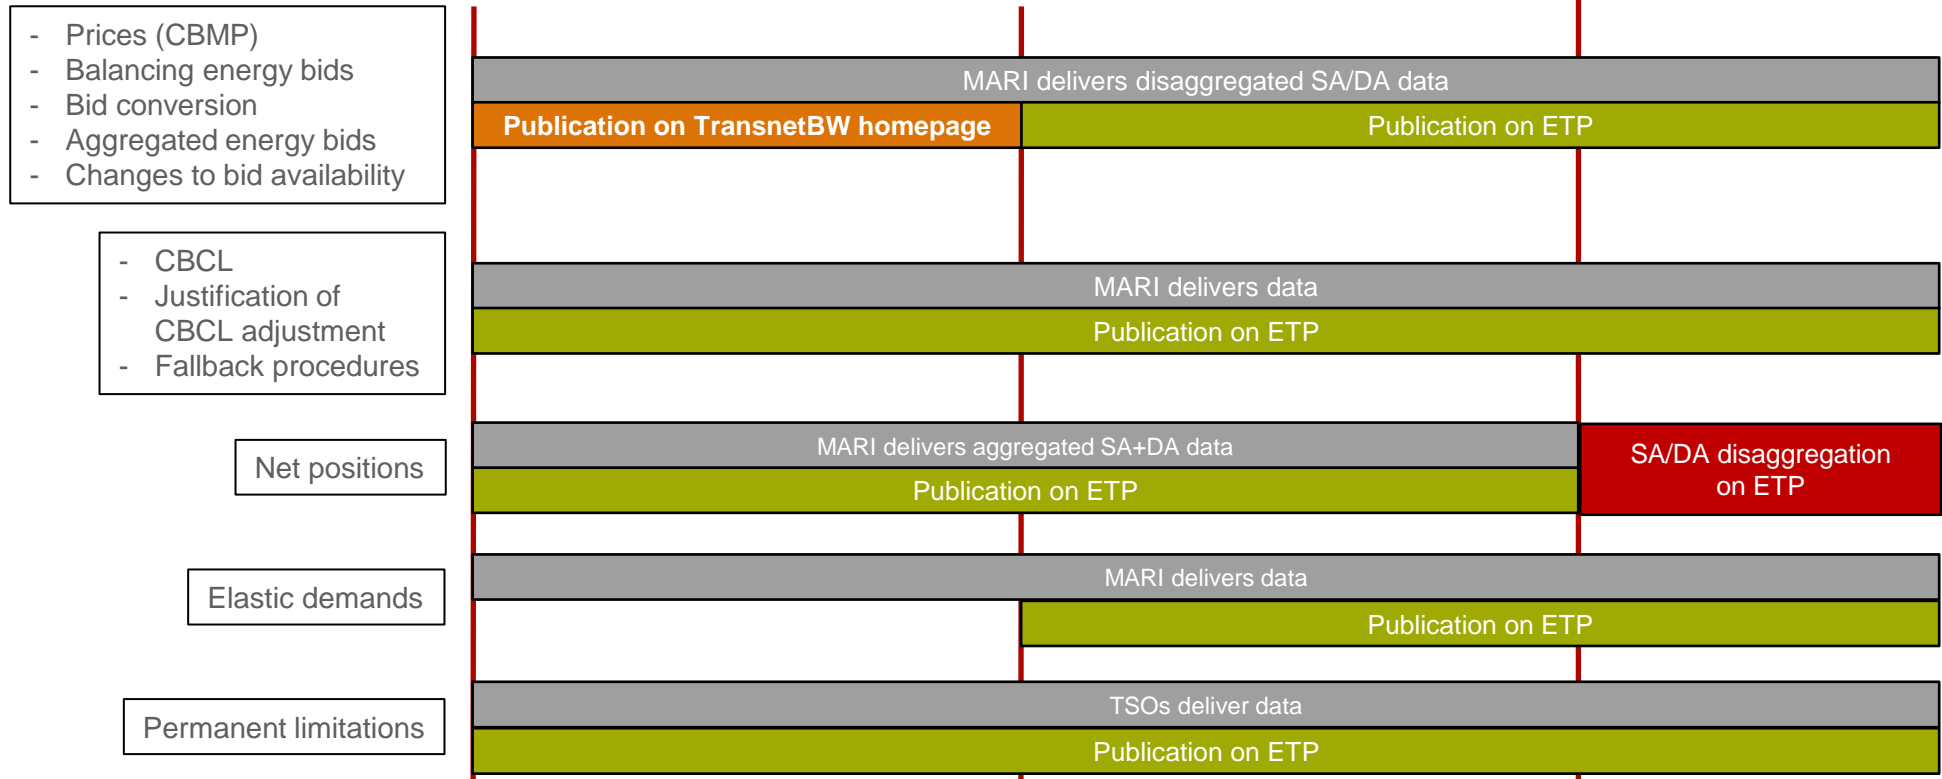 - Prices (CBMP)
- Balancing energy bids
- Bid conversion
- Aggregated energy bids
- Changes to bid availability
MARI delivers disaggregated SA/DA data
Publication on TransnetBW homepage
Publication on ETP
- CBCL
- Justification of
CBCL adjustment
- Fallback procedures
MARI delivers data
Publication on ETP
Net positions
MARI delivers aggregated SA+DA data
Publication on ETP
SA/DA disaggregation
on ETP
Elastic demands
MARI delivers data
Publication on ETP
Permanent limitations
TSOs deliver data
Publication on ETP